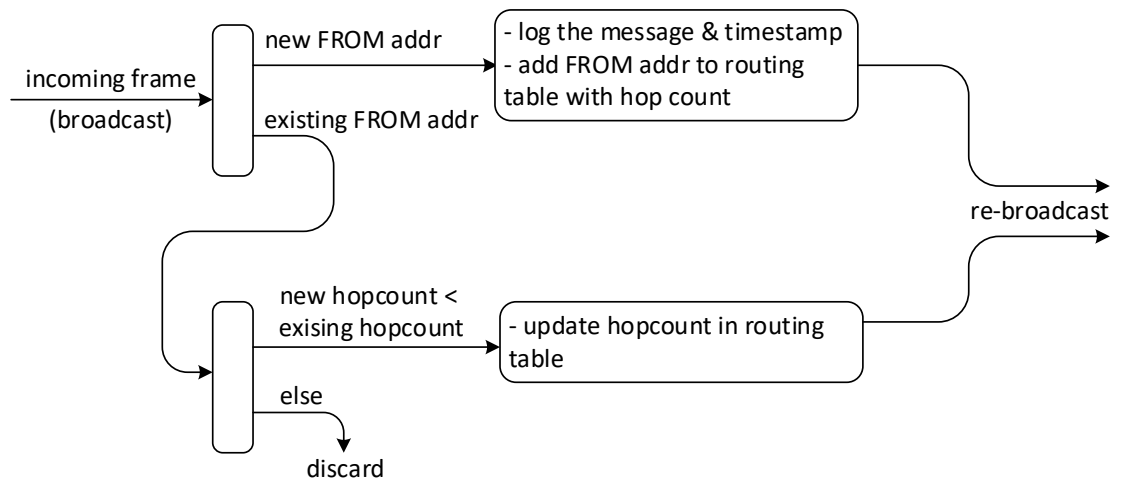 new FROM addr
- log the message & timestamp
- add FROM addr to routing
table with hop count
incoming frame
(broadcast)
existing FROM addr
re-broadcast
new hopcount <
exising hopcount
- update hopcount in routing
table
else
discard